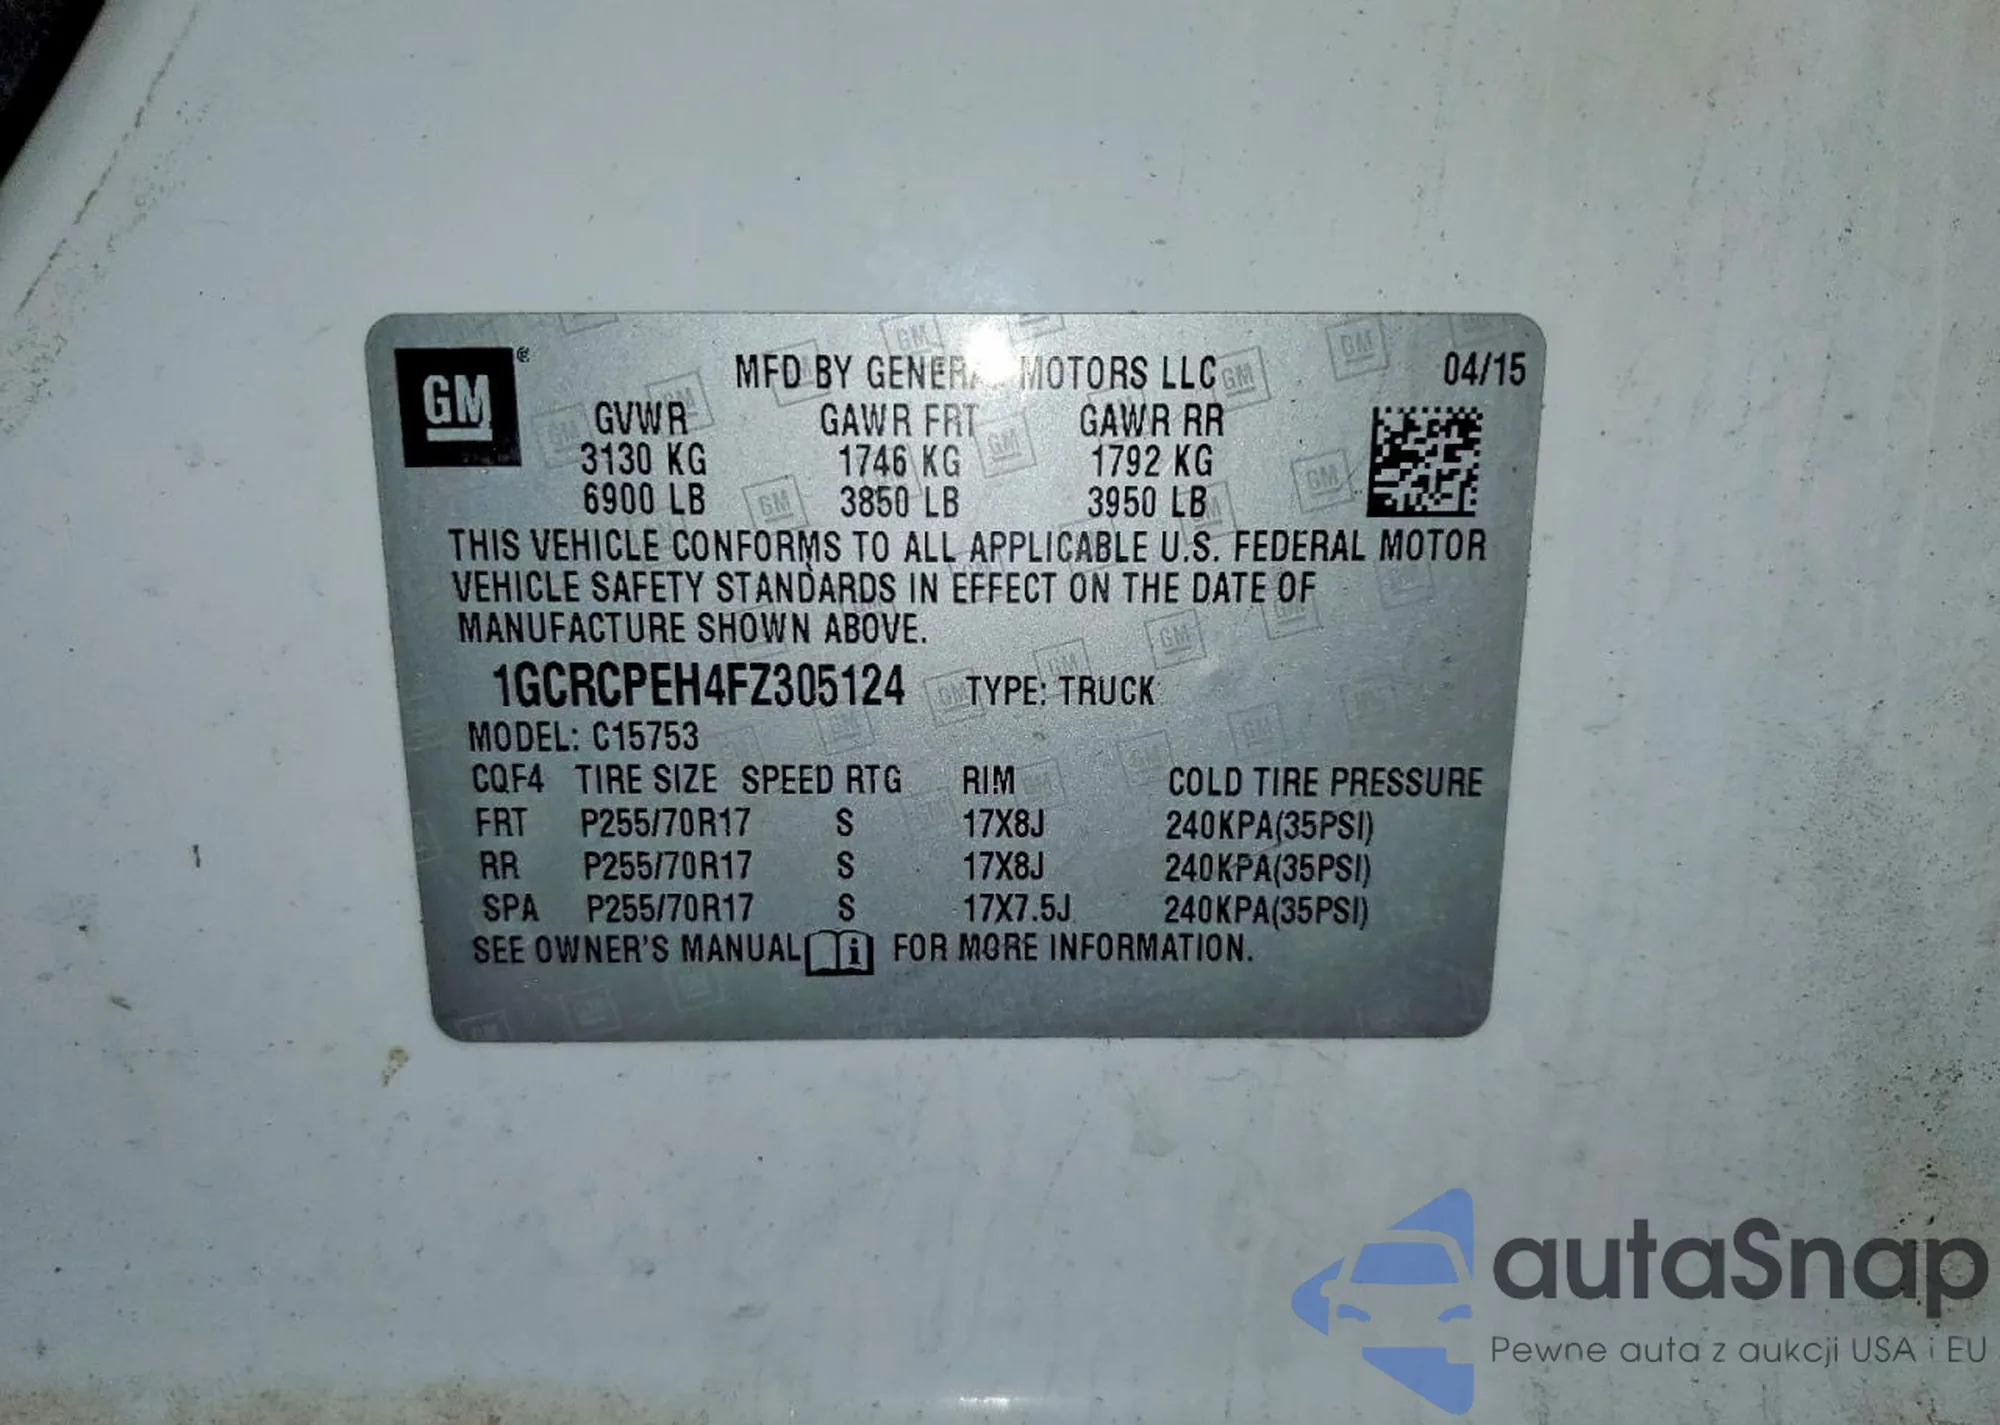 GM®
MFD BY GENERAL MOTORS LLC 04/15
GVWR GAWR FRT GAWR RR
3130 KG 1746 KG 1792 KG
6900 LB 3850 LB 3950 LB
THIS VEHICLE CONFORMS TO ALL APPLICABLE U.S. FEDERAL MOTOR
VEHICLE SAFETY STANDARDS IN EFFECT ON THE DATE OF
MANUFACTURE SHOWN ABOVE.
1GCRCPEH4FZ305124 TYPE: TRUCK
MODEL: C15753
CQF4 TIRE SIZE SPEED RTG RIM COLD TIRE PRESSURE
FRT P255/70R17 S 17X8J 240KPA(35PSI)
RR P255/70R17 S 17X8J 240KPA(35PSI)
SPA P255/70R17 S 17X7.5J 240KPA(35PSI)
SEE OWNER'S MANUAL i FOR MORE INFORMATION.
autaSnap
Pewne auta z aukcji USA i EU